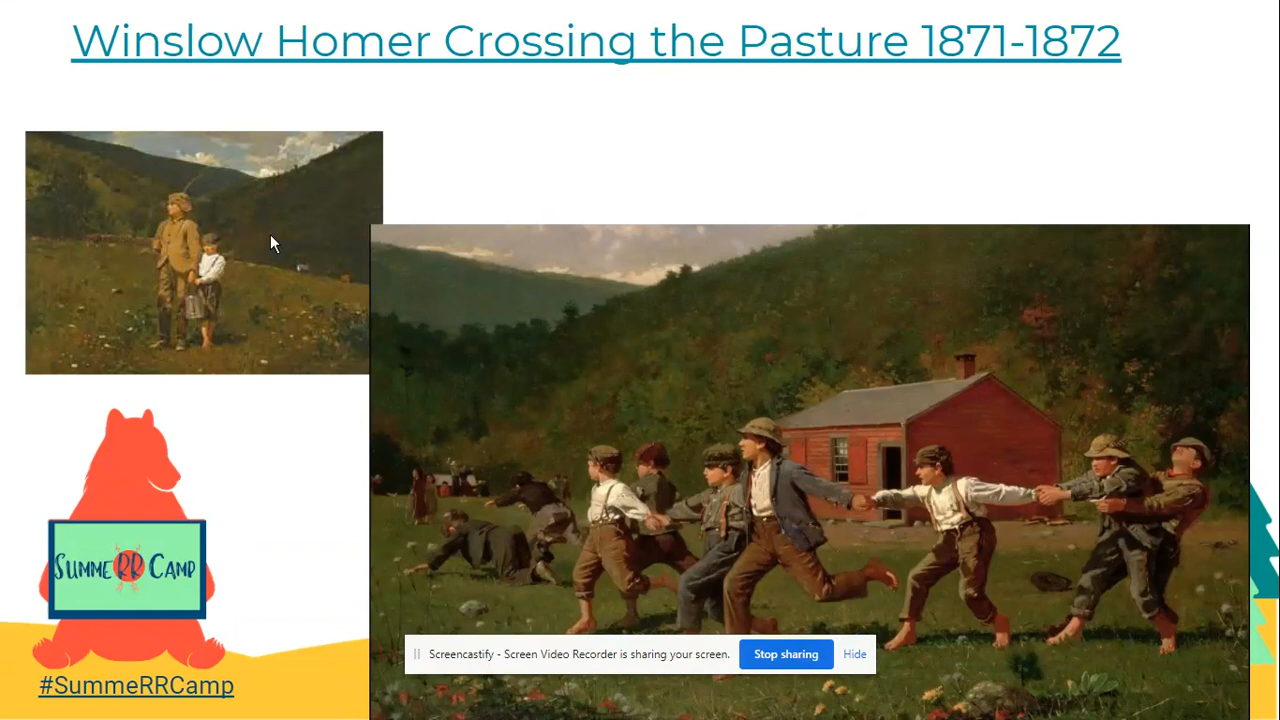 Winslow Homer Crossing the Pasture 1871-1872
SummeRR Camp
Screencastify - Screen Video Recorder is sharing your screen. Stop sharing Hide
#SummeRRCamp